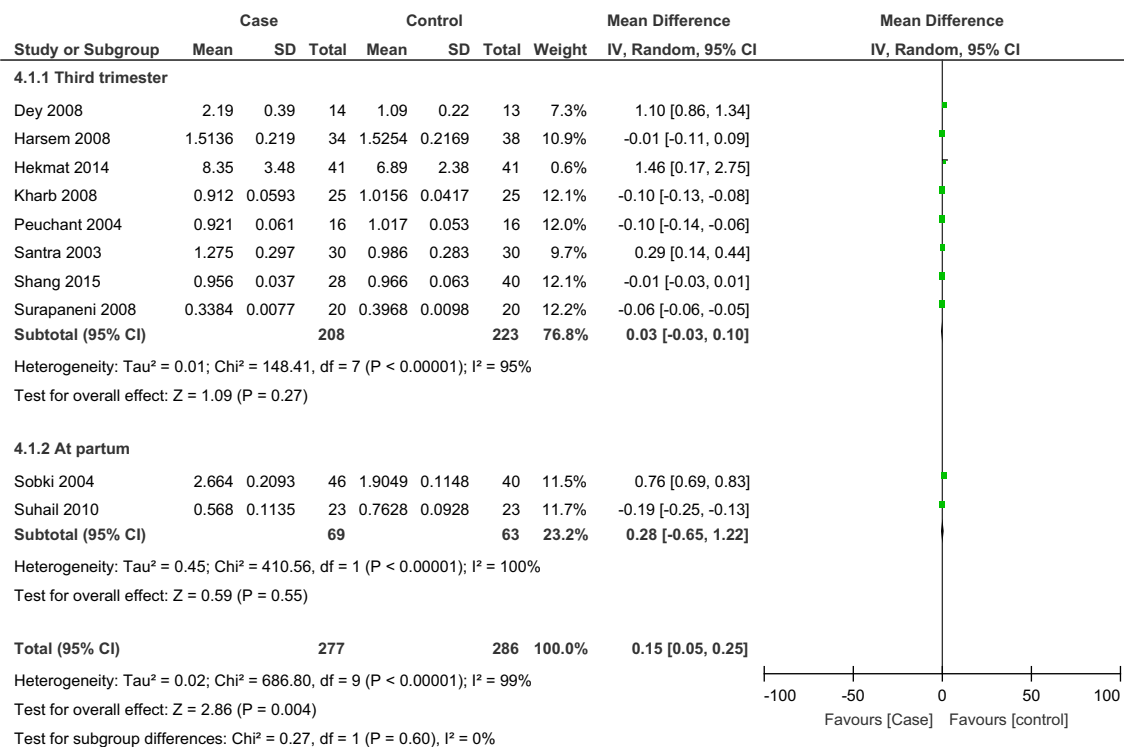 Case Control Mean Difference Mean Difference
Study or Subgroup Mean SD Total Mean SD Total Weight IV, Random, 95% CI IV, Random, 95% CI
4.1.1 Third trimester
Dey 2008 2.19 0.39 14 1.09 0.22 13 7.3% 1.10 [0.86, 1.34]
Harsem 2008 1.5136 0.219 34 1.5254 0.2169 38 10.9% -0.01 [-0.11, 0.09]
Hekmat 2014 8.35 3.48 41 6.89 2.38 41 0.6% 1.46 [0.17, 2.75]
Kharb 2008 0.912 0.0593 25 1.0156 0.0417 25 12.1% -0.10 [-0.13, -0.08]
Peuchant 2004 0.921 0.061 16 1.017 0.053 16 12.0% -0.10 [-0.14, -0.06]
Santra 2003 1.275 0.297 30 0.986 0.283 30 9.7% 0.29 [0.14, 0.44]
Shang 2015 0.956 0.037 28 0.966 0.063 40 12.1% -0.01 [-0.03, 0.01]
Surapaneni 2008 0.3384 0.0077 20 0.3968 0.0098 20 12.2% -0.06 [-0.06, -0.05]
Subtotal (95% CI) 208 223 76.8% 0.03 [-0.03, 0.10]
Heterogeneity: Tau² = 0.01; Chi² = 148.41, df = 7 (P < 0.00001); I² = 95%
Test for overall effect: Z = 1.09 (P = 0.27)
4.1.2 At partum
Sobki 2004 2.664 0.2093 46 1.9049 0.1148 40 11.5% 0.76 [0.69, 0.83]
Suhail 2010 0.568 0.1135 23 0.7628 0.0928 23 11.7% -0.19 [-0.25, -0.13]
Subtotal (95% CI) 69 63 23.2% 0.28 [-0.65, 1.22]
Heterogeneity: Tau² = 0.45; Chi² = 410.56, df = 1 (P < 0.00001); I² = 100%
Test for overall effect: Z = 0.59 (P = 0.55)
Total (95% CI) 277 286 100.0% 0.15 [0.05, 0.25]
Heterogeneity: Tau² = 0.02; Chi² = 686.80, df = 9 (P < 0.00001); I² = 99%
Test for overall effect: Z = 2.86 (P = 0.004)
Test for subgroup differences: Chi² = 0.27, df = 1 (P = 0.60), I² = 0%
-100 -50 0 50 100
Favours [Case] Favours [control]